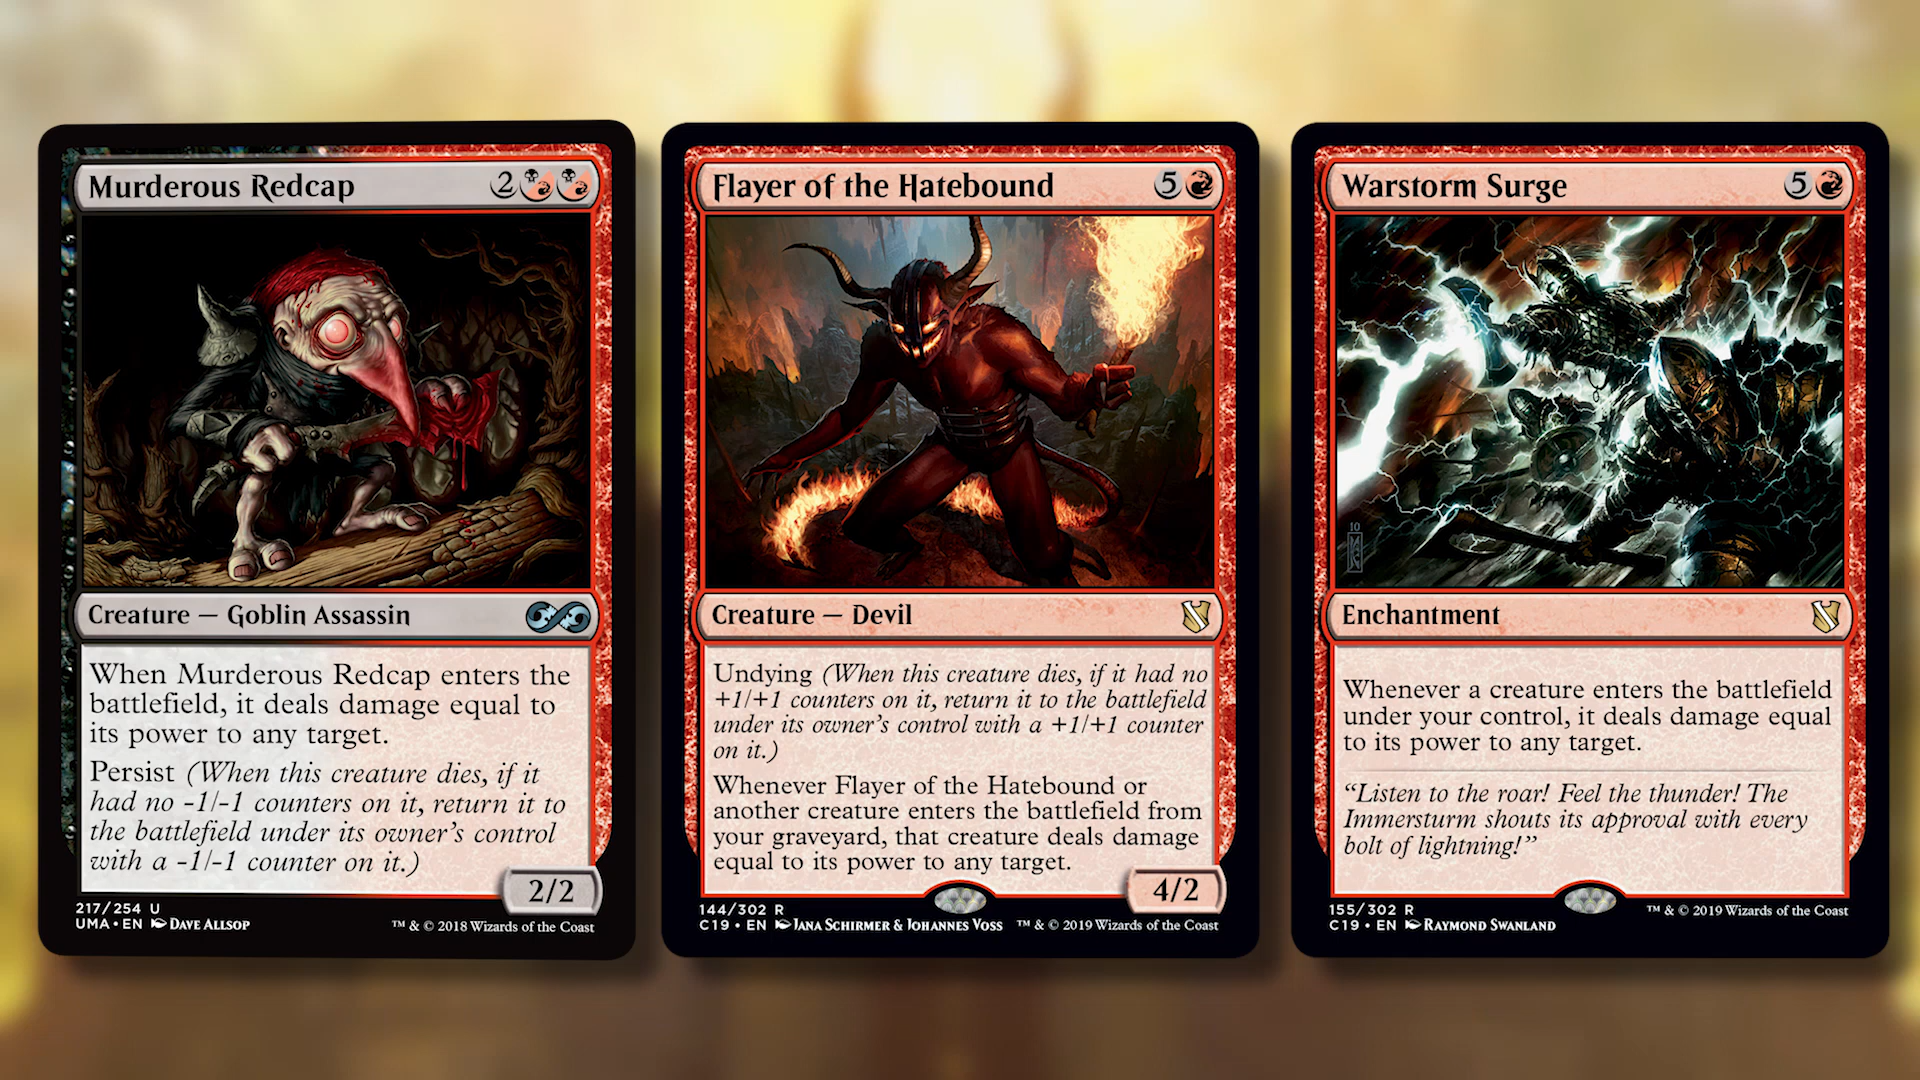 Murderous Redcap 2
Creature — Goblin Assassin
When Murderous Redcap enters the
battlefield, it deals damage equal to
its power to any target.
Persist (When this creature dies, if it
had no -1/-1 counters on it, return it to
the battlefield under its owner's control
with a -1/-1 counter on it.)
2/2
217/254 U
UMA • EN DAVE ALLSOP
™ & © 2018 Wizards of the Coast
Flayer of the Hatebound 5
Creature — Devil
Undying (When this creature dies, if it had no
+1/+1 counters on it, return it to the battlefield
under its owner's control with a +1/+1 counter
on it.)
Whenever Flayer of the Hatebound or
another creature enters the battlefield from
your graveyard, that creature deals damage
equal to its power to any target.
4/2
144/302 R
C19 • EN JANA SCHIRMER & JOHANNES VOSS
™ & © 2019 Wizards of the Coast
Warstorm Surge 5
10
Enchantment
Whenever a creature enters the battlefield
under your control, it deals damage equal
to its power to any target.
“Listen to the roar! Feel the thunder! The
Immersturm shouts its approval with every
bolt of lightning!”
155/302 R
C19 • EN RAYMOND SWANLAND
™ & © 2019 Wizards of the Coast